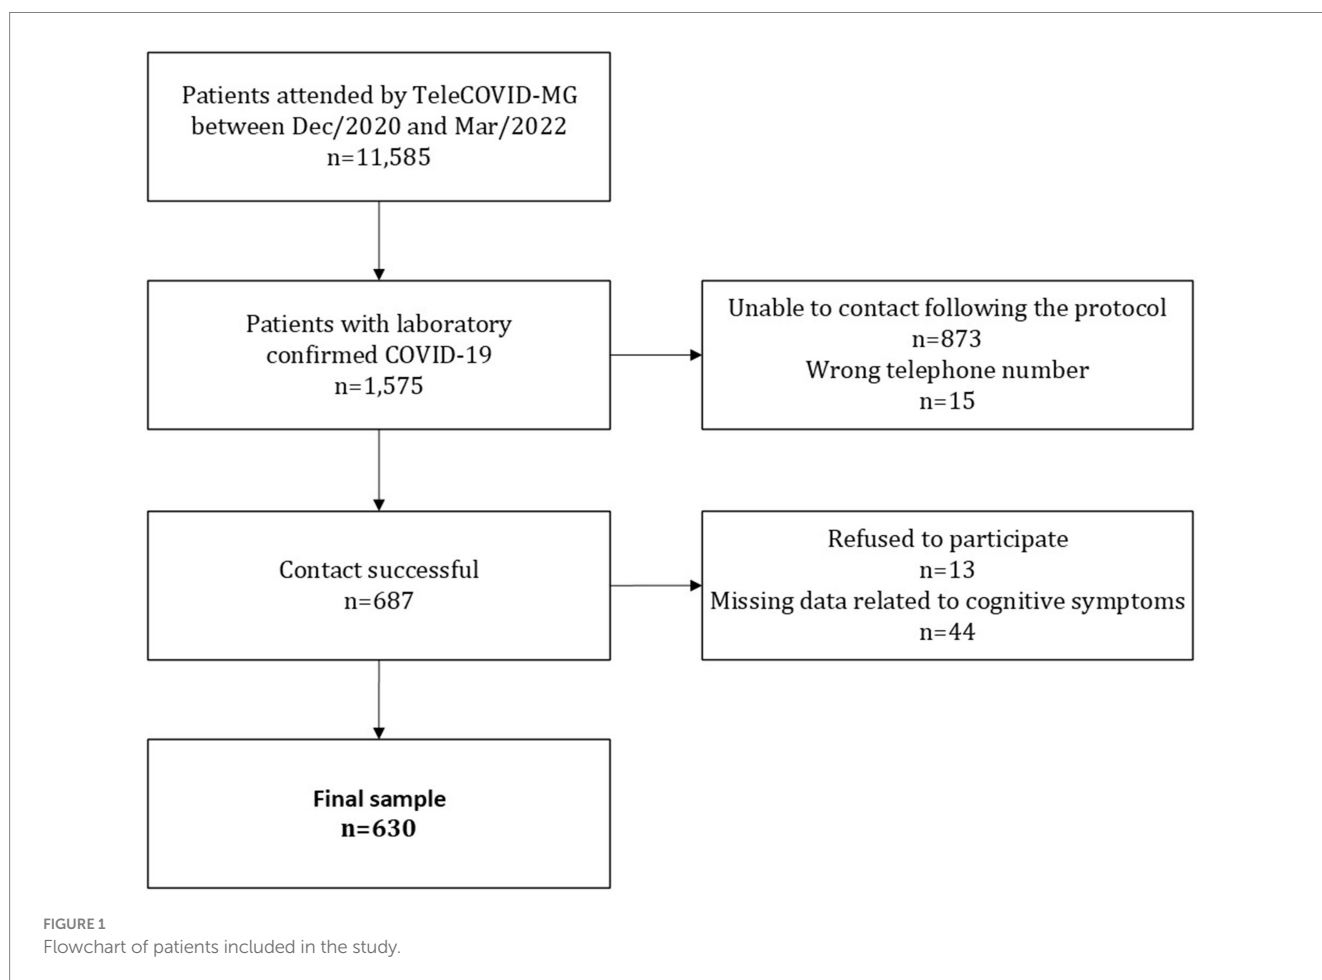 Patients attended by TeleCOVID-MG
between Dec/2020 and Mar/2022
n=11,585
Patients with laboratory
confirmed COVID-19
n=1,575
Unable to contact following the protocol
n=873
Wrong telephone number
n=15
Contact successful
n=687
Refused to participate
n=13
Missing data related to cognitive symptoms
n=44
Final sample
n=630
FIGURE 1
Flowchart of patients included in the study.